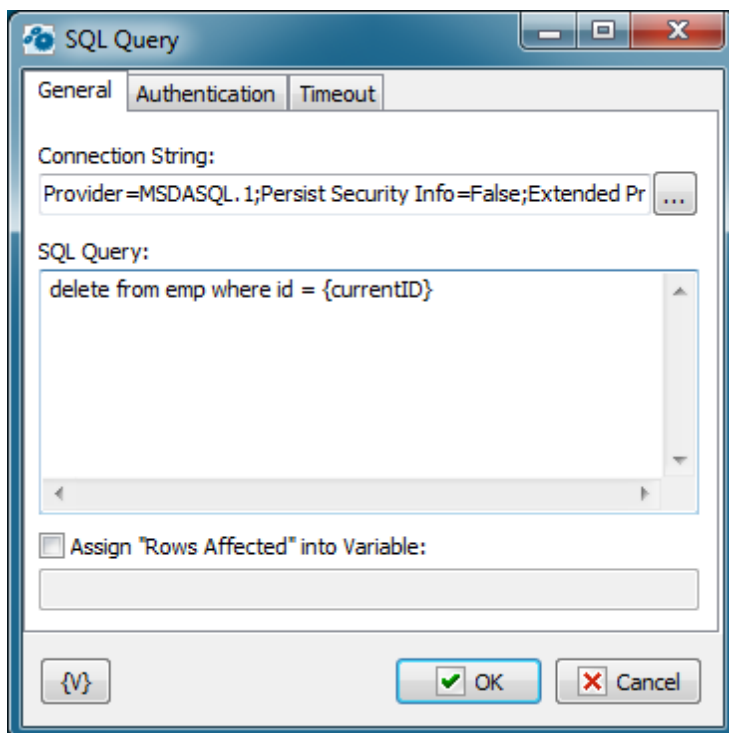 SQL Query
General Authentication Timeout
Connection String:
Provider=MSDASQL.1;Persist Security Info=False;Extended Pr ...
SQL Query:
delete from emp where id = {currentID}
Assign "Rows Affected" into Variable:
{V} OK Cancel